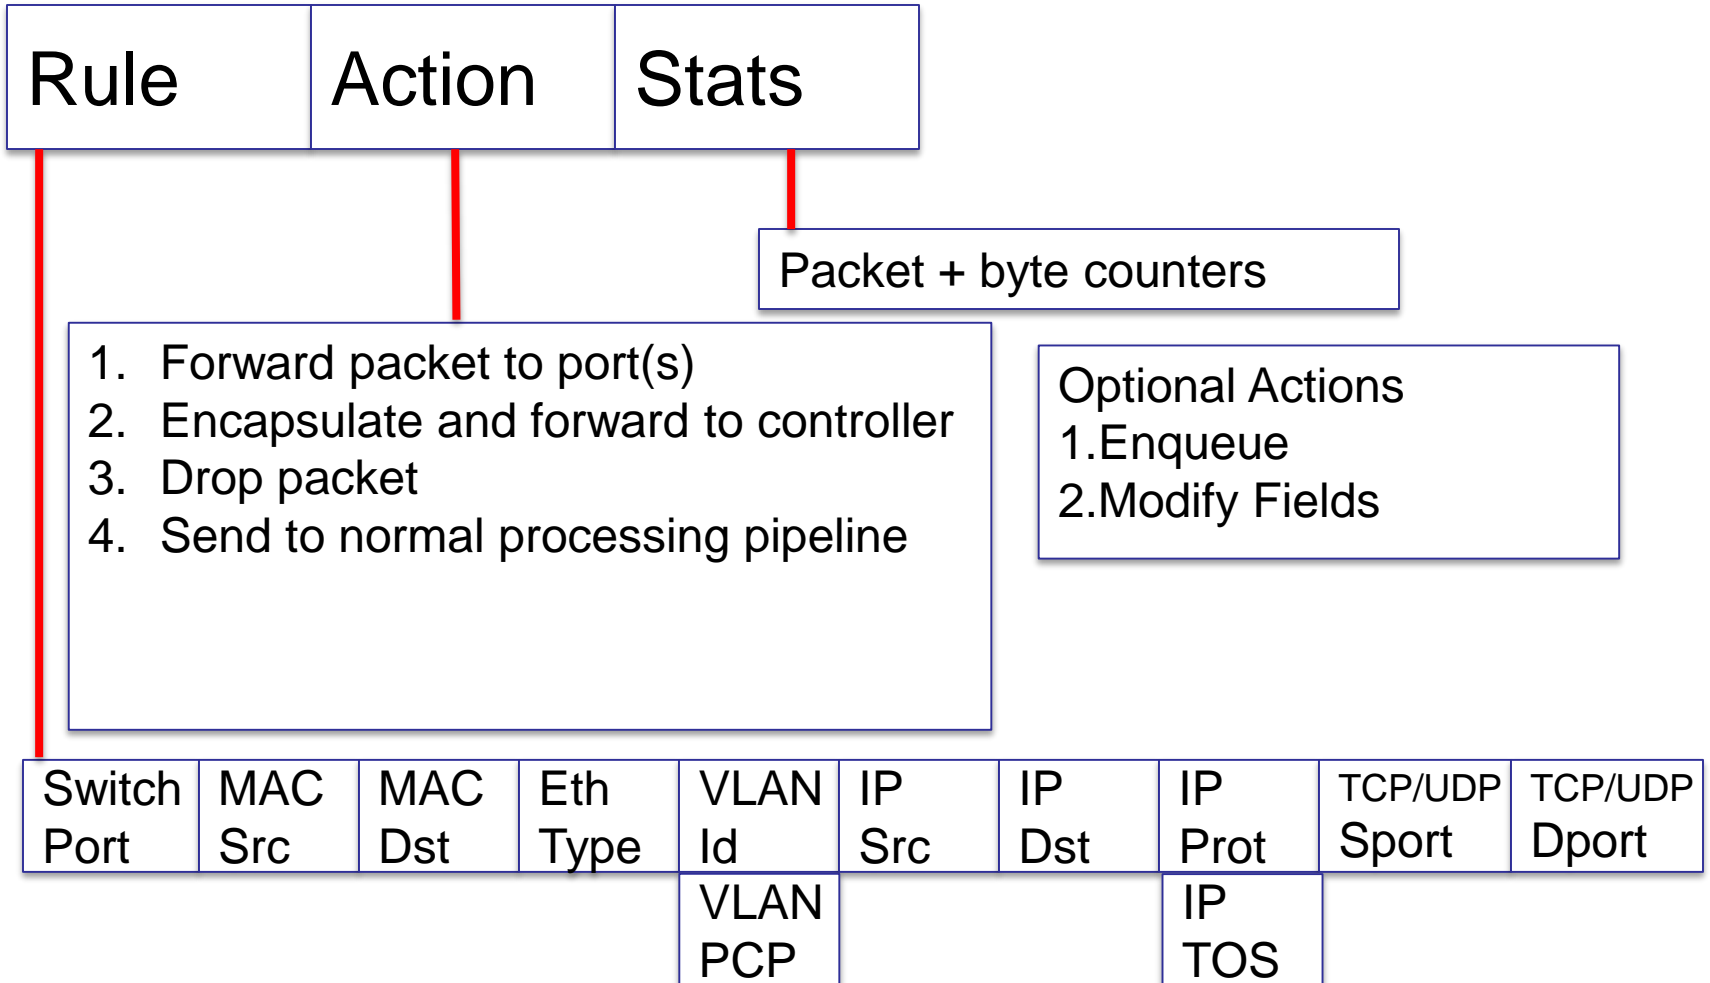 Rule Action Stats
Packet + byte counters
1. Forward packet to port(s)
2. Encapsulate and forward to controller
3. Drop packet
4. Send to normal processing pipeline
Optional Actions
1.Enqueue
2.Modify Fields
Switch MAC MAC Eth VLAN IP IP IP TCP/UDP TCP/UDP
Port Src Dst Type Id Src Dst Prot Sport Dport
VLAN IP
PCP TOS